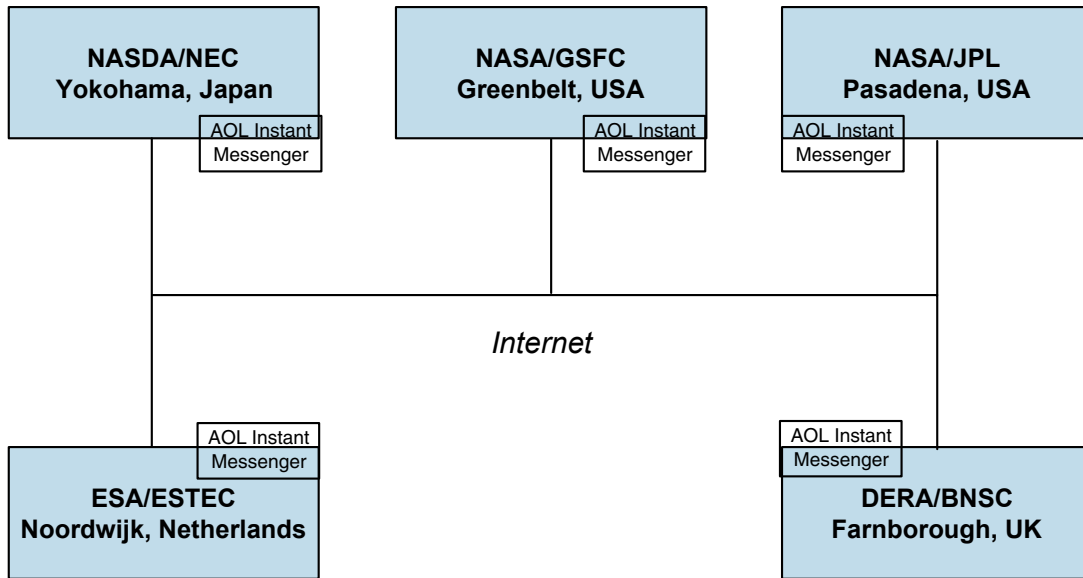 NASDA/NEC
Yokohama, Japan
AOL Instant
Messenger
NASA/GSFC
Greenbelt, USA
AOL Instant
Messenger
NASA/JPL
Pasadena, USA
AOL Instant
Messenger
Internet
AOL Instant
Messenger
ESA/ESTEC
Noordwijk, Netherlands
AOL Instant
Messenger
DERA/BNSC
Farnborough, UK